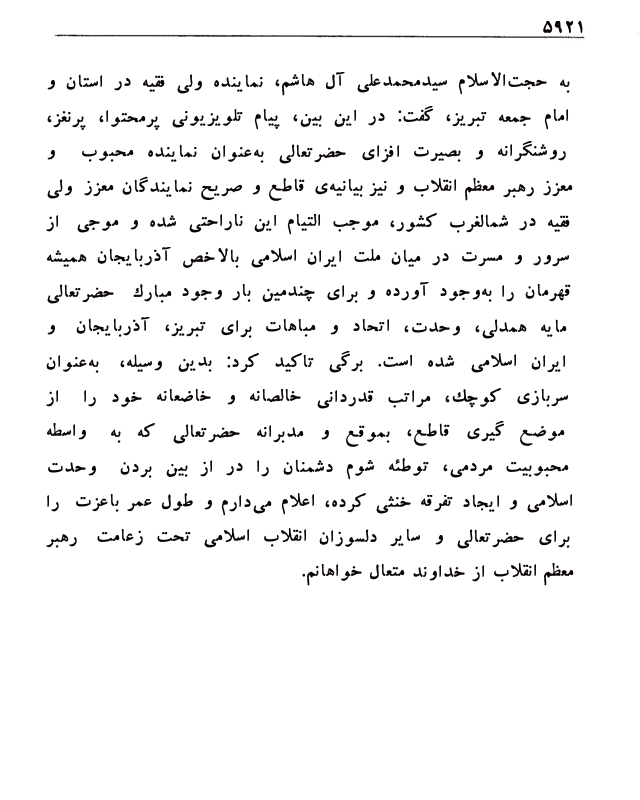 ۵۹۲۱
به حجت‌الاسلام سیدمحمدعلی آل هاشم، نماینده ولی فقیه در استان و
امام جمعه تبریز، گفت: در این بین، پیام تلویزیونی پرمحتوا، پرنغز،
روشنگرانه و بصیرت افزای حضرتعالی به‌عنوان نماینده محبوب و
معزز رهبر معظم انقلاب و نیز بیانیه‌ی قاطع و صریح نمایندگان معزز ولی
فقیه در شمالغرب کشور، موجب التیام این ناراحتی شده و موجی از
سرور و مسرت در میان ملت ایران اسلامی بالاخص آذربایجان همیشه
قهرمان را به‌وجود آورده و برای چندمین بار وجود مبارك حضرتعالی
مایه همدلی، وحدت، اتحاد و مباهات برای تبریز، آذربایجان و
ایران اسلامی شده است. برگی تاکید کرد: بدین وسیله، به‌عنوان
سربازی کوچك، مراتب قدردانی خالصانه و خاضعانه خود را از
موضع گیری قاطع، بموقع و مدبرانه حضرتعالی که به واسطه
محبوبیت مردمی، توطئه شوم دشمنان را در از بین بردن وحدت
اسلامی و ایجاد تفرقه خنثی کرده، اعلام می‌دارم و طول عمر باعزت را
برای حضرتعالی و سایر دلسوزان انقلاب اسلامی تحت زعامت رهبر
معظم انقلاب از خداوند متعال خواهانم.